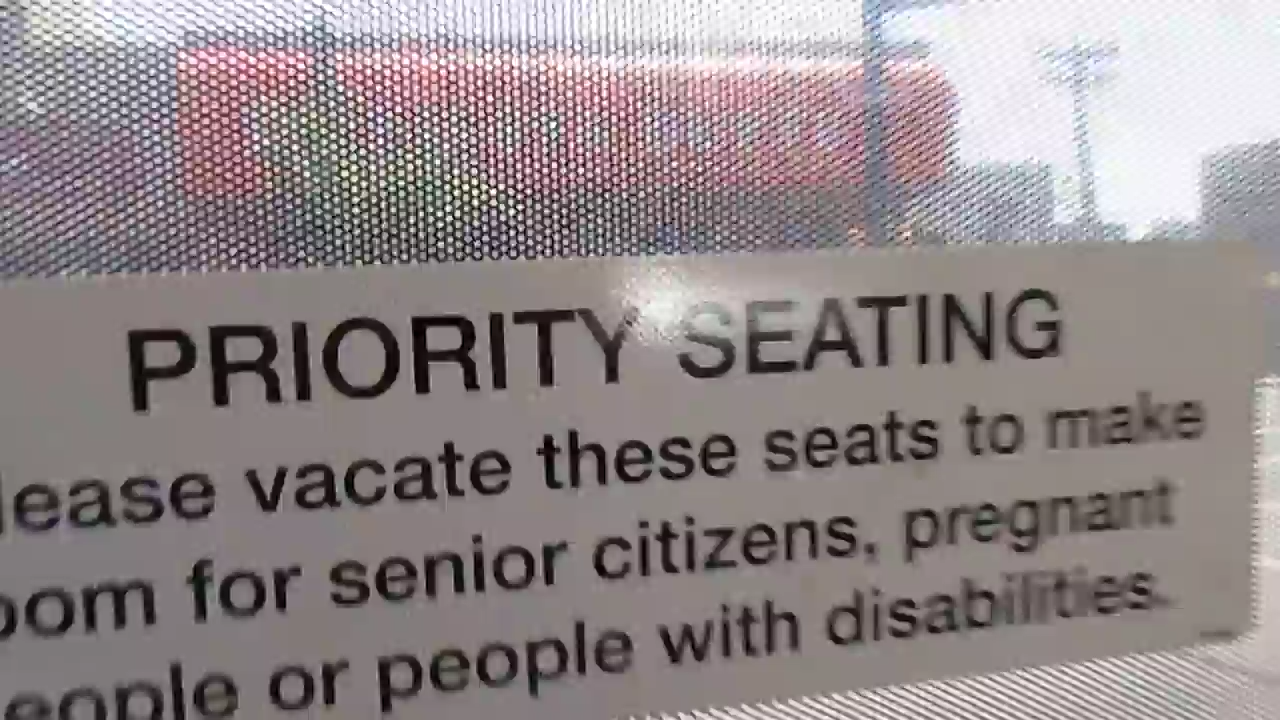 PRIORITY SEATING
lease vacate these seats to make
oom for senior citizens, pregnant
eople or people with disabilities.